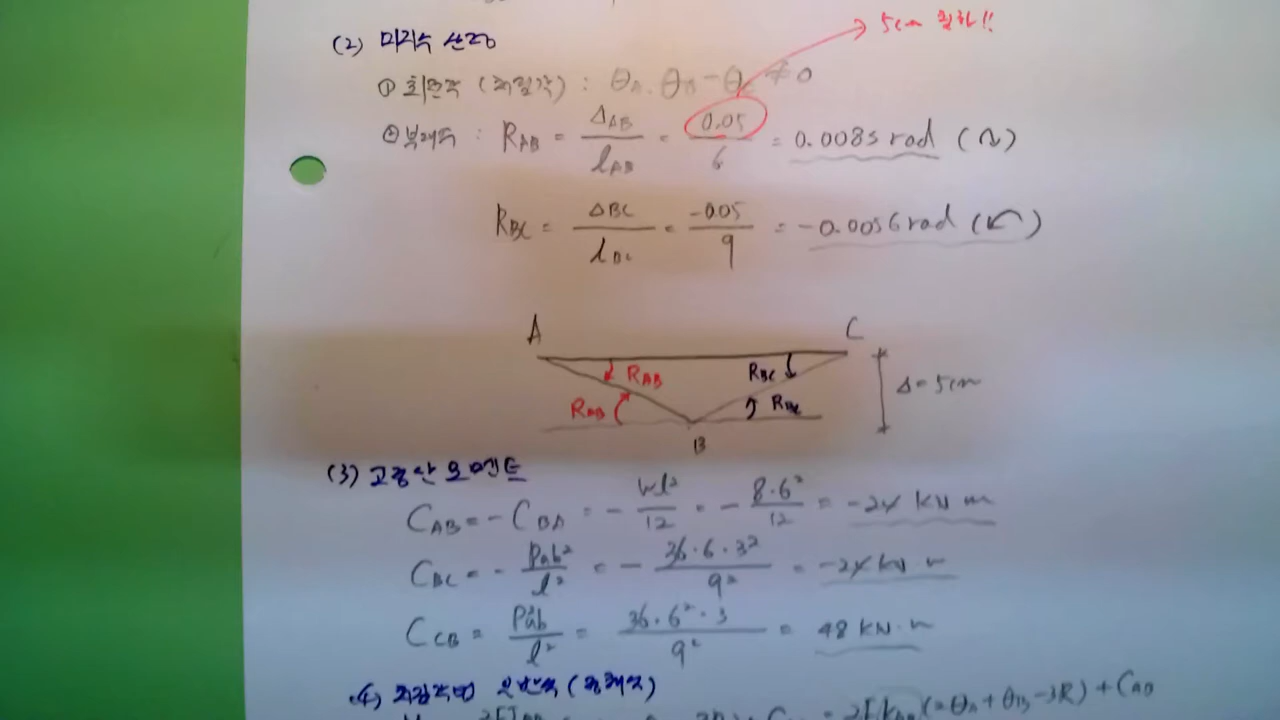 5cm 침하!!
(2) 미지수 산정
① 회전각 (처짐각) : θA, θB = θC ≠ 0
② 부재각 : RAB = ΔAB / lAB = 0.05 / 6 = 0.0083 rad (↷)
RBC = ΔBC / lBC = -0.05 / 9 = -0.0056 rad (↶)
A C
RAB RBC
RAB RBC Δ = 5cm
B
(3) 고정단 모멘트
CAB = - CBA = - wl² / 12 = - 8·6² / 12 = -24 kN m
CBC = - Pab² / l² = - 36·6·3² / 9² = -24 kN m
CCB = Pa²b / l² = 36·6²·3 / 9² = 48 kN·m
(4) 처짐각법
= 2EKAB (2θA + θB - 3R) + CAB